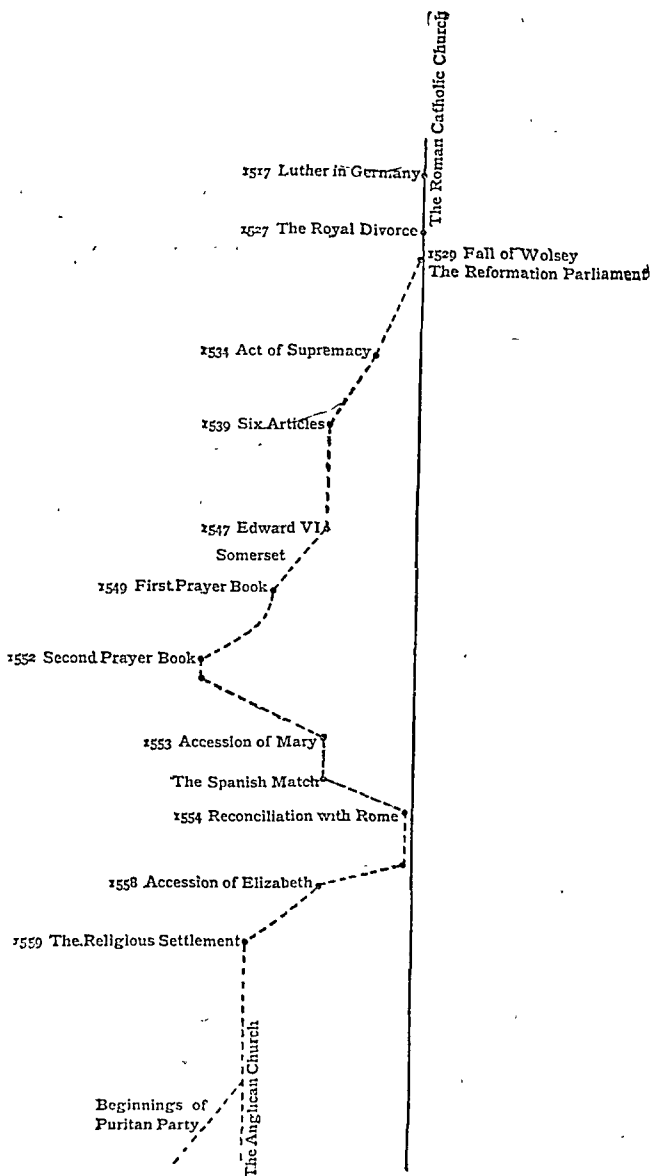 The Roman Catholic Church
1517 Luther in Germany
1527 The Royal Divorce
1529 Fall of Wolsey
The Reformation Parliament
1534 Act of Supremacy
1539 Six Articles
1547 Edward VI
Somerset
1549 First Prayer Book
1552 Second Prayer Book
1553 Accession of Mary
The Spanish Match
1554 Reconciliation with Rome
1558 Accession of Elizabeth
1559 The Religious Settlement
The Anglican Church
Beginnings of
Puritan Party